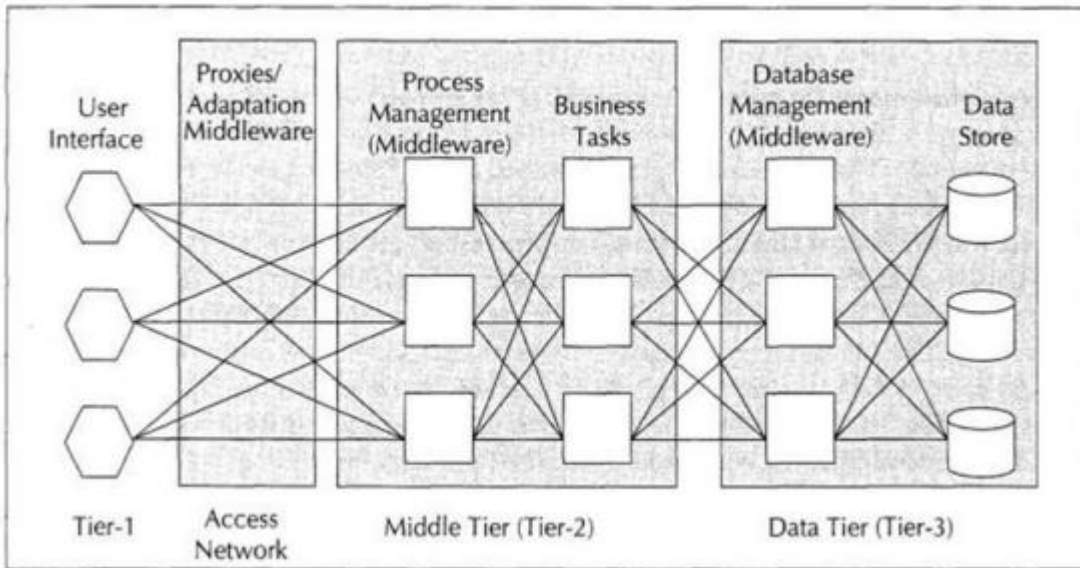 User
Interface
Proxies/
Adaptation
Middleware
Process
Management
(Middleware)
Business
Tasks
Database
Management
(Middleware)
Data
Store
Tier-1
Access
Network
Middle Tier (Tier-2)
Data Tier (Tier-3)